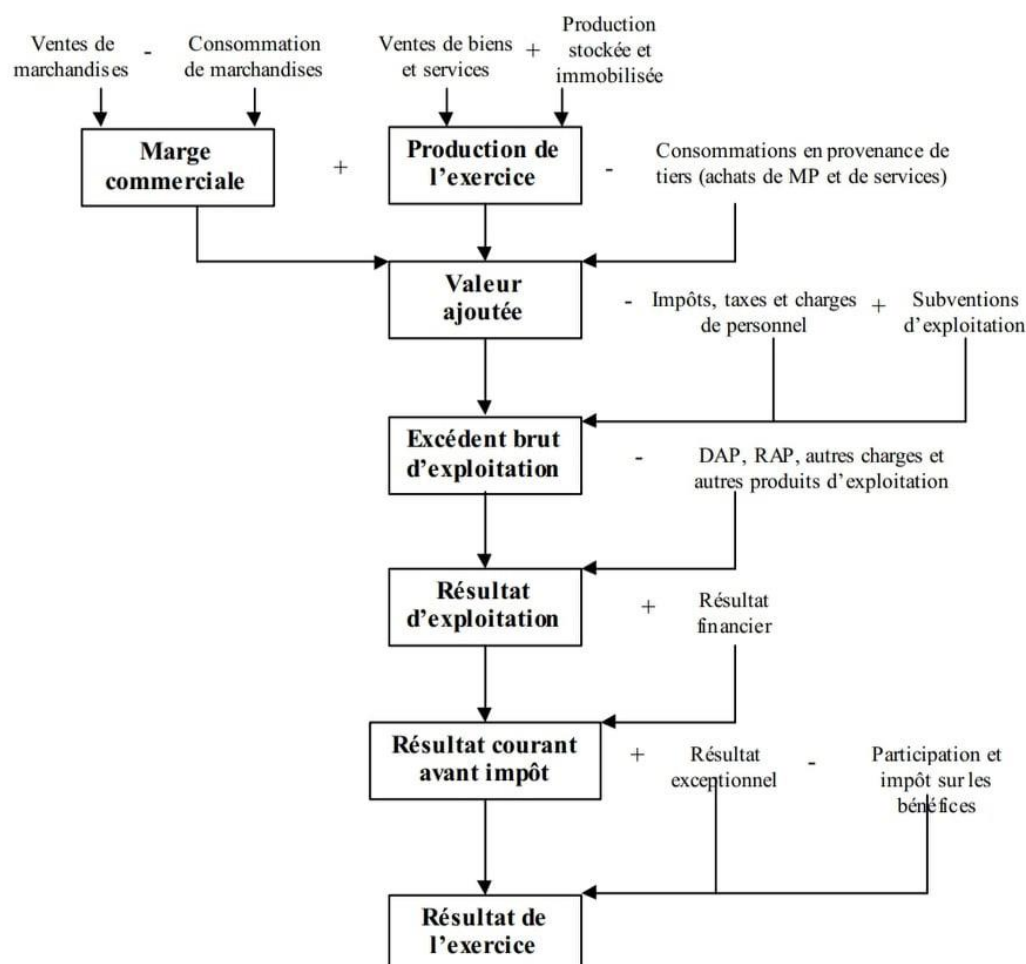 Ventes de
marchandises
-
Consommation
de marchandises
Ventes de biens
et services
+
Production
stockée et
immobilisée
Marge
commerciale
+
Production de
l’exercice
-
Consommations en provenance de
tiers (achats de MP et de services)
Valeur
ajoutée
-
Impôts, taxes et charges
de personnel
+
Subventions
d’exploitation
Excédent brut
d’exploitation
-
DAP, RAP, autres charges et
autres produits d’exploitation
Résultat
d’exploitation
+
Résultat
financier
Résultat courant
avant impôt
+
Résultat
exceptionnel
-
Participation et
impôt sur les
bénéfices
Résultat de
l’exercice